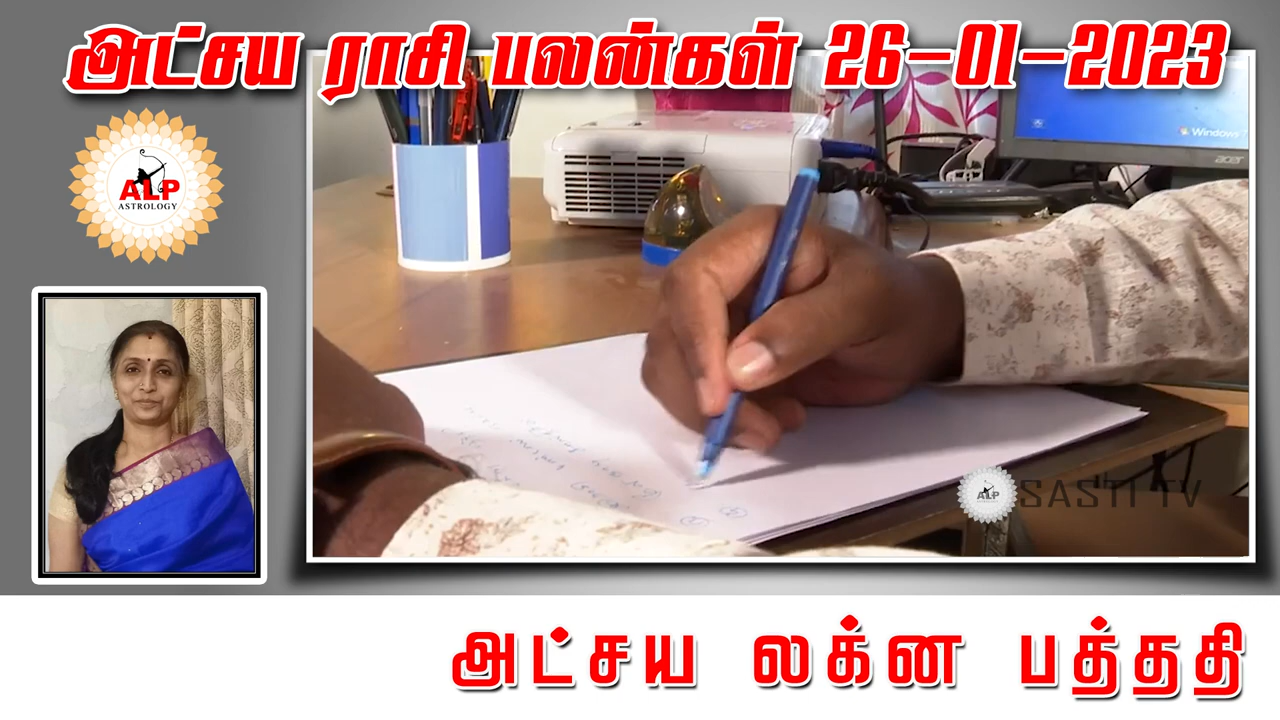 அட்சய ராசி பலன்கள் 26-01-2023
ALP
ASTROLOGY
Windows 7
acer
ALP
SASTI TV
அட்சய லக்ன பத்ததி